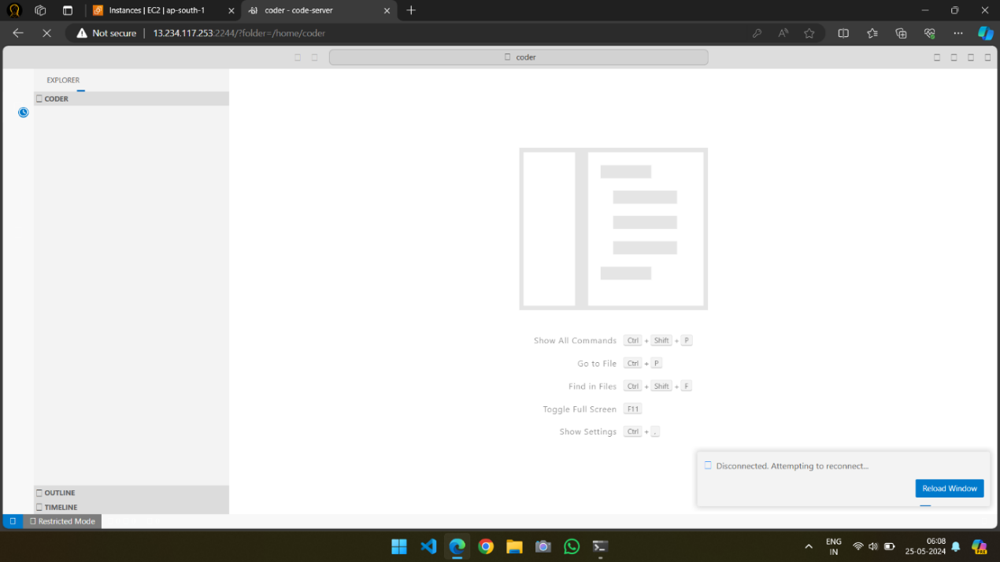 Instances | EC2 | ap-south-1
coder - code-server
Not secure
13.234.117.253:2244/?folder=/home/coder
coder
EXPLORER
CODER
Show All Commands Ctrl + Shift + P
Go to File Ctrl + P
Find in Files Ctrl + Shift + F
Toggle Full Screen F11
Show Settings Ctrl + ,
Disconnected. Attempting to reconnect...
Reload Window
OUTLINE
TIMELINE
Restricted Mode
ENG
IN
06:08
25-05-2024
PRE